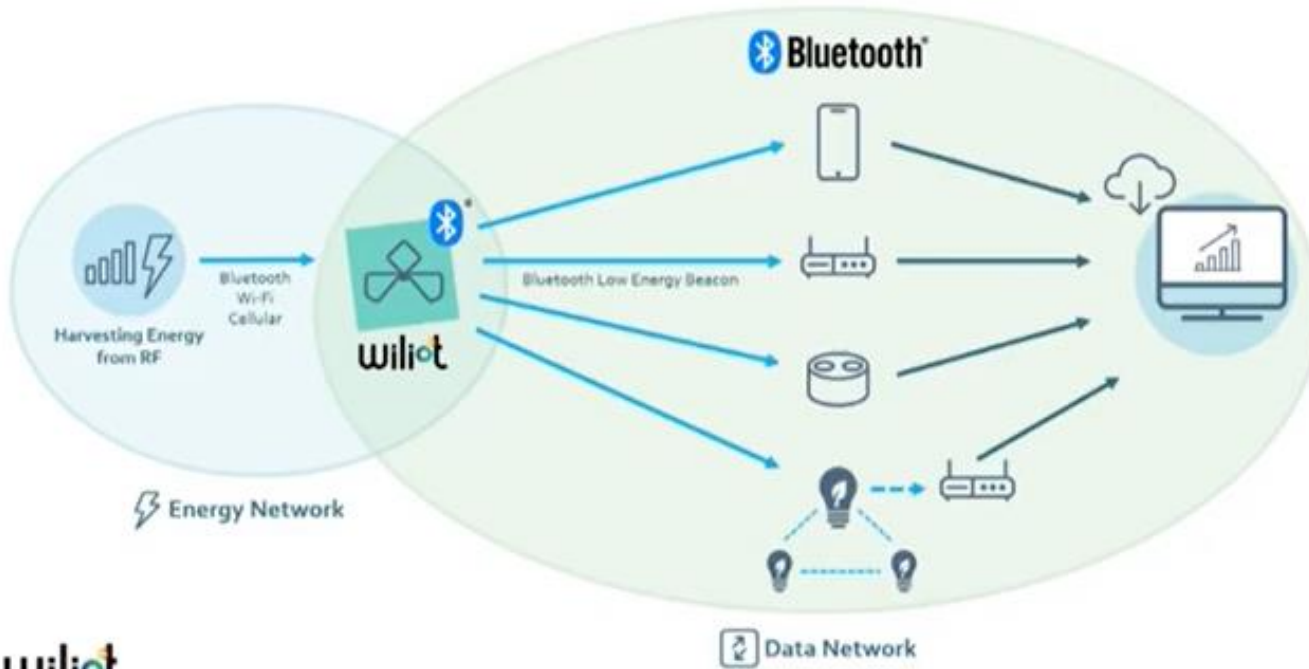 Bluetooth®
Bluetooth
Wi-Fi
Cellular
Bluetooth Low Energy Beacon
Harvesting Energy
from RF
wiliot
Energy Network
Data Network
wiliot